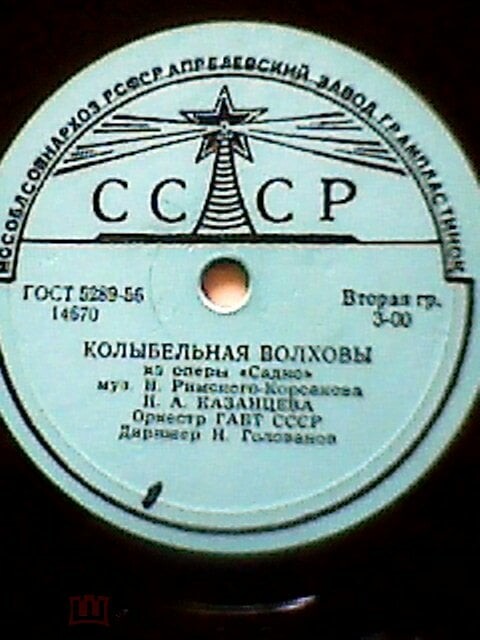 МОСОБЛСОВНАРХОЗ РСФСР АПРЕЛЕВСКИЙ ЗАВОД ГРАМПЛАСТИНОК
СССР
ГОСТ 5289-56
14670
Вторая гр.
3-00
КОЛЫБЕЛЬНАЯ ВОЛХОВЫ
из оперы «Садко»
муз. Н. Римского-Корсакова
Н. А. КАЗАНЦЕВА
Оркестр ГАБТ СССР
Дирижер Н. Голованов